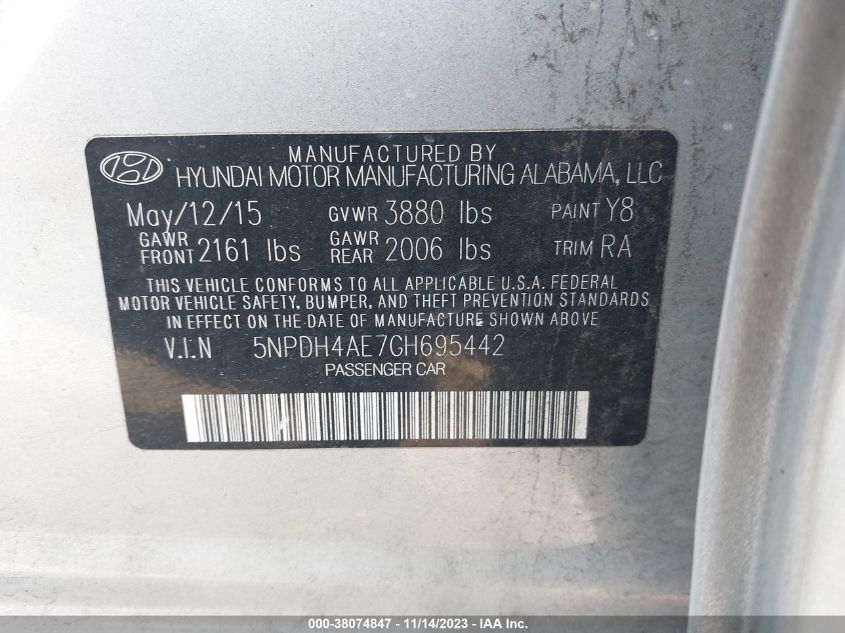 MANUFACTURED BY
HYUNDAI MOTOR MANUFACTURING ALABAMA, LLC
May/12/15 GVWR 3880 lbs PAINT Y8
GAWR FRONT 2161 lbs GAWR REAR 2006 lbs TRIM RA
THIS VEHICLE CONFORMS TO ALL APPLICABLE U.S.A. FEDERAL
MOTOR VEHICLE SAFETY, BUMPER, AND THEFT PREVENTION STANDARDS
IN EFFECT ON THE DATE OF MANUFACTURE SHOWN ABOVE
V.I.N 5NPDH4AE7GH695442
PASSENGER CAR
000-38074847 - 11/14/2023 - copart.ca